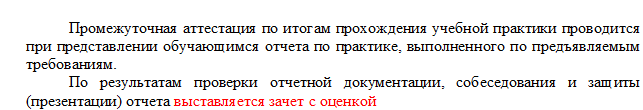 Промежуточная аттестация по итогам прохождения учебной практики проводится
при представлении обучающимся отчета по практике, выполненного по предъявляемым
требованиям.
По результатам проверки отчетной документации, собеседования и защиты
(презентации) отчета выставляется зачет с оценкой